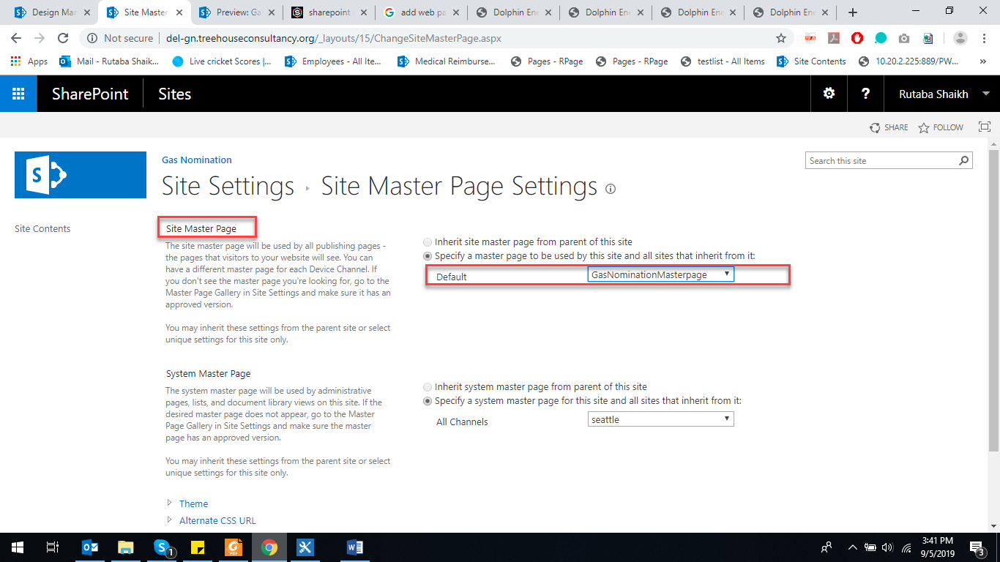 Design Mar
Site Master
Preview: Ga
sharepoint
add web pa
Dolphin Ene
Dolphin Ene
Dolphin Ene
Dolphin Ene
Not secure
del-gn.treehouseconsultancy.org/_layouts/15/ChangeSiteMasterPage.aspx
Apps
Mail - Rutaba Shaik...
Live cricket Scores |...
Employees - All Ite...
Medical Reimburse...
Pages - RPage
Pages - RPage
testlist - All Items
Site Contents
10.20.2.225:889/PW...
»
SharePoint
Sites
?
Rutaba Shaikh
SHARE
FOLLOW
S
Gas Nomination
Search this site
Site Settings ▸ Site Master Page Settings
Site Contents
Site Master Page
The site master page will be used by all publishing pages -
the pages that visitors to your website will see. You can
have a different master page for each Device Channel. If
you don't see the master page you're looking for, go to the
Master Page Gallery in Site Settings and make sure it has an
approved version.
You may inherit these settings from the parent site or select
unique settings for this site only.
Inherit site master page from parent of this site
Specify a master page to be used by this site and all sites that inherit from it:
Default
GasNominationMasterpage
System Master Page
The system master page will be used by administrative
pages, lists, and document library views on this site. If the
desired master page does not appear, go to the Master
Page Gallery in Site Settings and make sure the master
page has an approved version.
You may inherit these settings from the parent site or select
unique settings for this site only.
Inherit system master page from parent of this site
Specify a system master page for this site and all sites that inherit from it:
All Channels
seattle
Theme
Alternate CSS URL
1
3:41 PM
9/5/2019
3